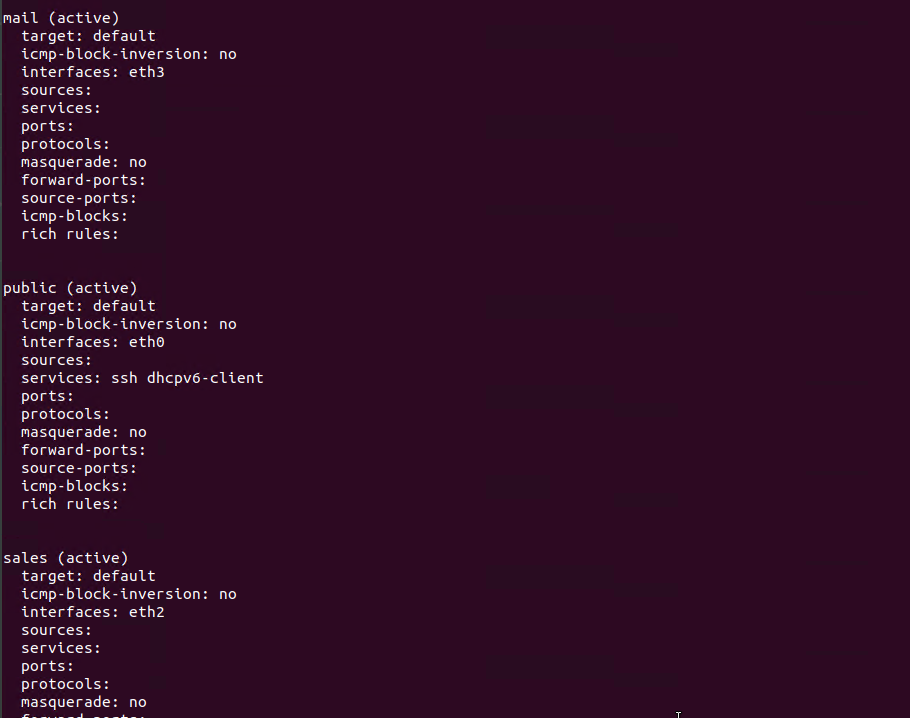 mail (active)
  target: default
  icmp-block-inversion: no
  interfaces: eth3
  sources:
  services:
  ports:
  protocols:
  masquerade: no
  forward-ports:
  source-ports:
  icmp-blocks:
  rich rules:
public (active)
  target: default
  icmp-block-inversion: no
  interfaces: eth0
  sources:
  services: ssh dhcpv6-client
  ports:
  protocols:
  masquerade: no
  forward-ports:
  source-ports:
  icmp-blocks:
  rich rules:
sales (active)
  target: default
  icmp-block-inversion: no
  interfaces: eth2
  sources:
  services:
  ports:
  protocols:
  masquerade: no